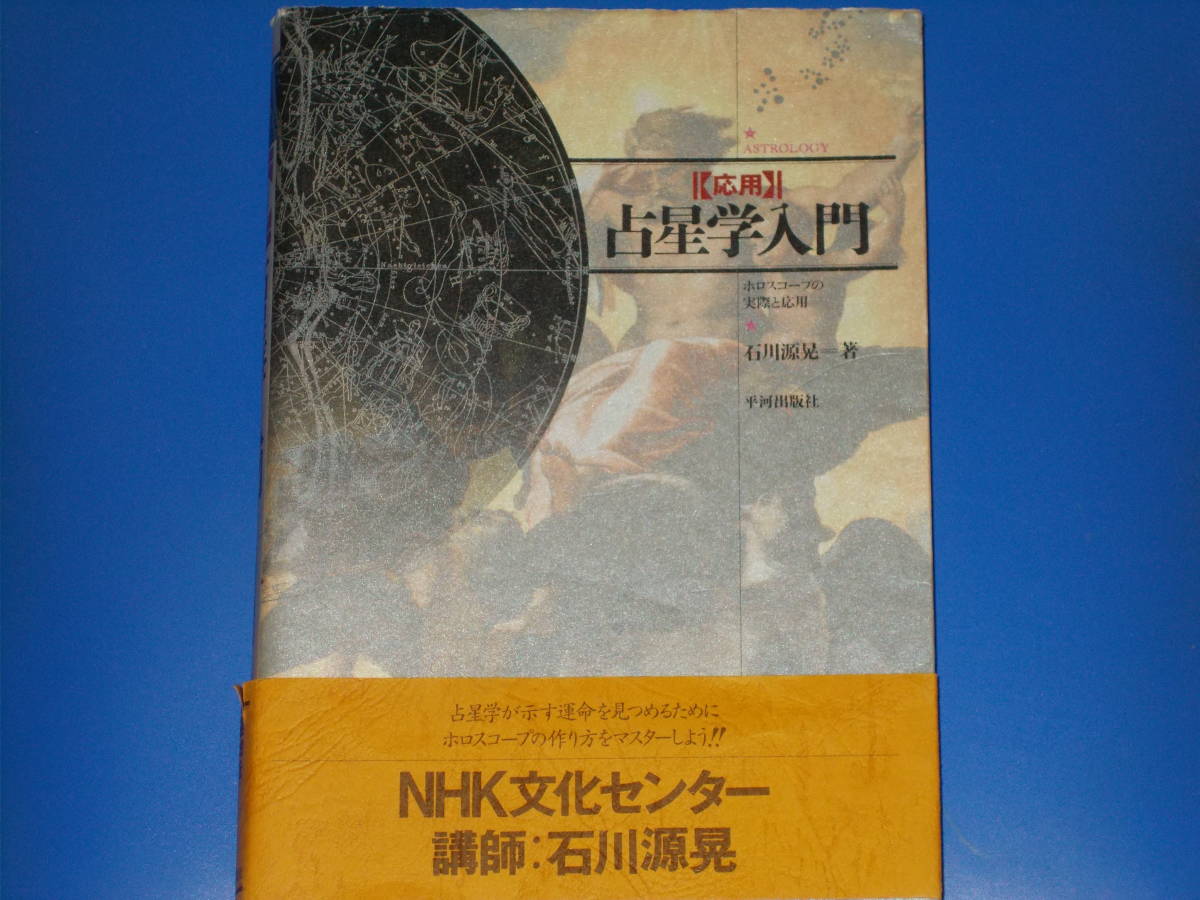 ASTROLOGY
【応用】
占星学入門
ホロスコープの
実際と応用
石川源晃＝著
平河出版社
占星学が示す運命を見つめるために
ホロスコープの作り方をマスターしよう!!
NHK文化センター
講師:石川源晃